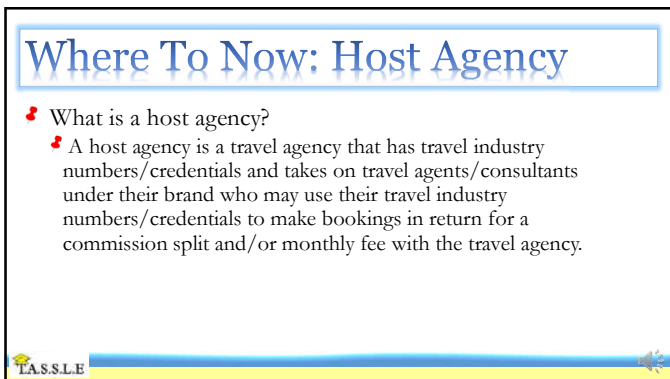 Where To Now: Host Agency
What is a host agency?
A host agency is a travel agency that has travel industry
numbers/credentials and takes on travel agents/consultants
under their brand who may use their travel industry
numbers/credentials to make bookings in return for a
commission split and/or monthly fee with the travel agency.
T.A.S.S.L.E